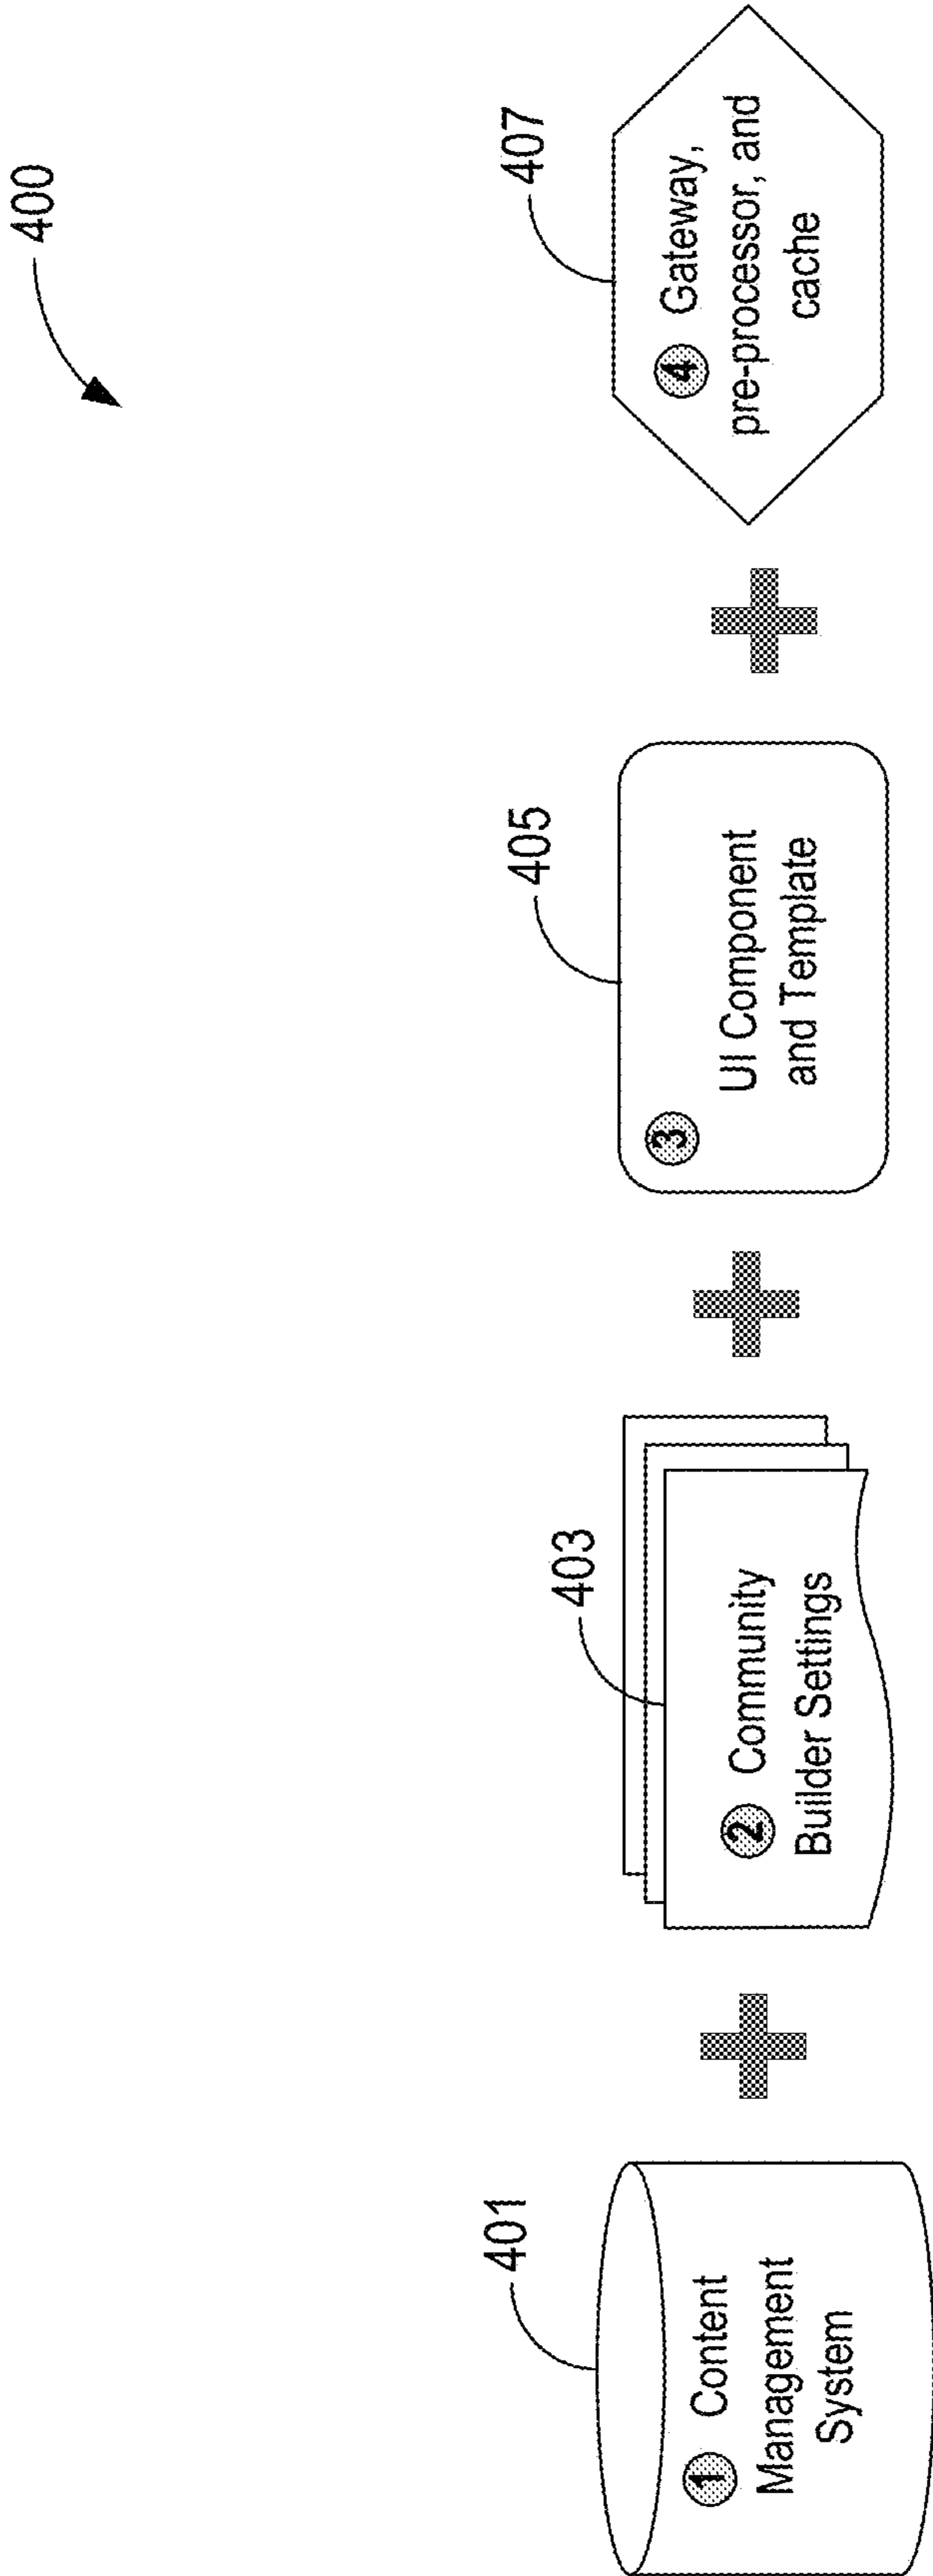 400
401
1 Content
Management
System
403
2 Community
Builder Settings
405
3
UI Component
and Template
407
4 Gateway,
pre-processor, and
cache